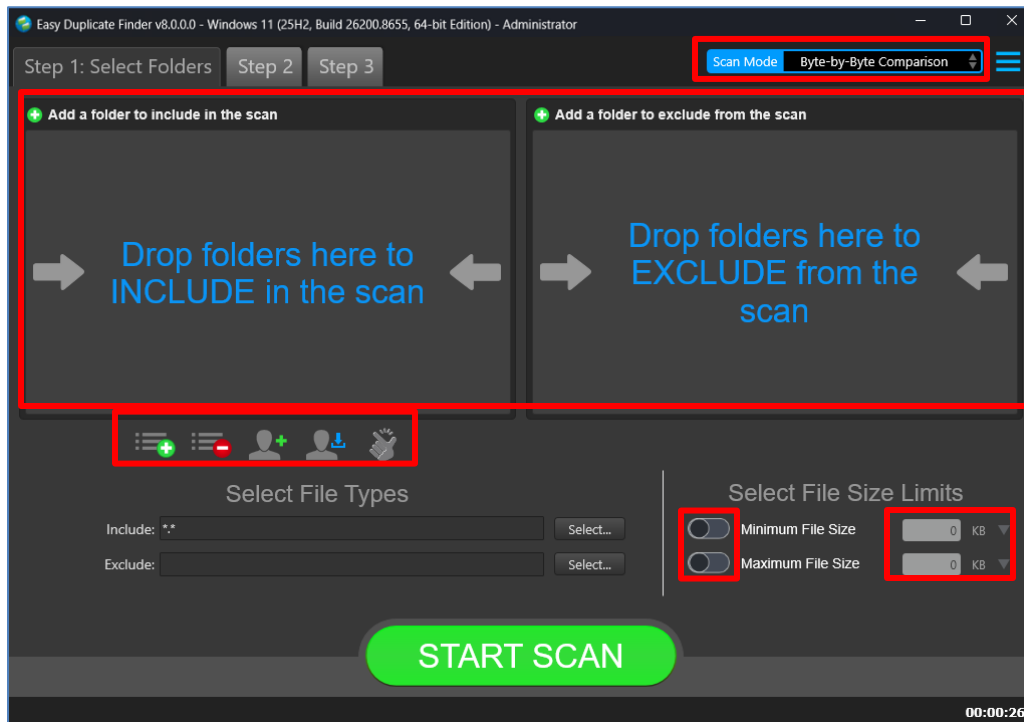 Easy Duplicate Finder v8.0.0.0 - Windows 11 (25H2, Build 26200.8655, 64-bit Edition) - Administrator
Step 1: Select Folders
Step 2
Step 3
Scan Mode
Byte-by-Byte Comparison
Add a folder to include in the scan
Add a folder to exclude from the scan
Drop folders here to
INCLUDE in the scan
Drop folders here to
EXCLUDE from the
scan
Select File Types
Include: *.*
Select...
Exclude:
Select...
Select File Size Limits
Minimum File Size
0 KB
Maximum File Size
0 KB
START SCAN
00:00:26